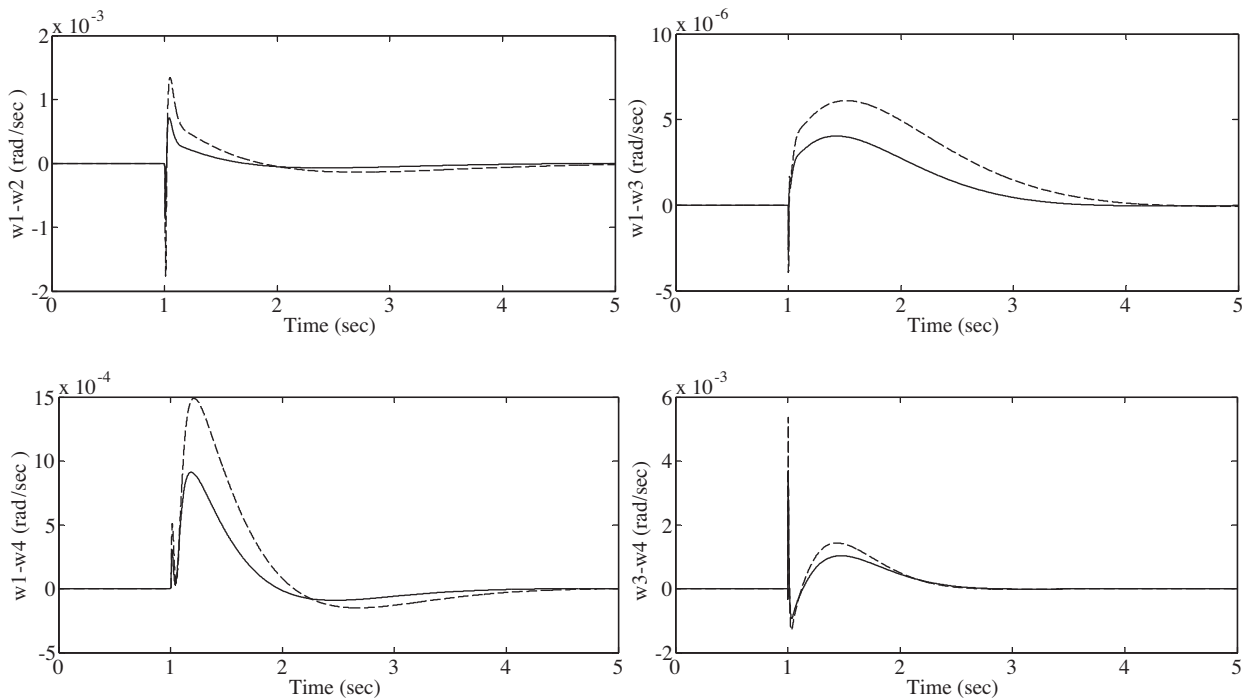 x 10⁻³
2
1
0
-1
-2
w1-w2 (rad/sec)
0 1 2 3 4 5
Time (sec)
x 10⁻⁶
10
5
0
-5
w1-w3 (rad/sec)
0 1 2 3 4 5
Time (sec)
x 10⁻⁴
15
10
5
0
-5
w1-w4 (rad/sec)
0 1 2 3 4 5
Time (sec)
x 10⁻³
6
4
2
0
-2
w3-w4 (rad/sec)
0 1 2 3 4 5
Time (sec)